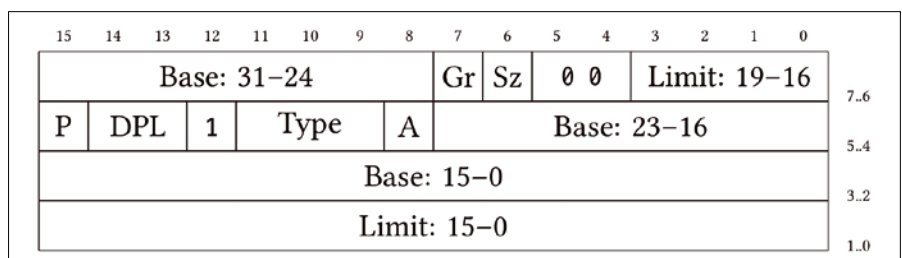 15 14 13 12 11 10 9 8 7 6 5 4 3 2 1 0
Base: 31–24 Gr Sz 0 0 Limit: 19–16
7..6
P DPL 1 Type A Base: 23–16
5..4
Base: 15–0
3..2
Limit: 15–0
1..0